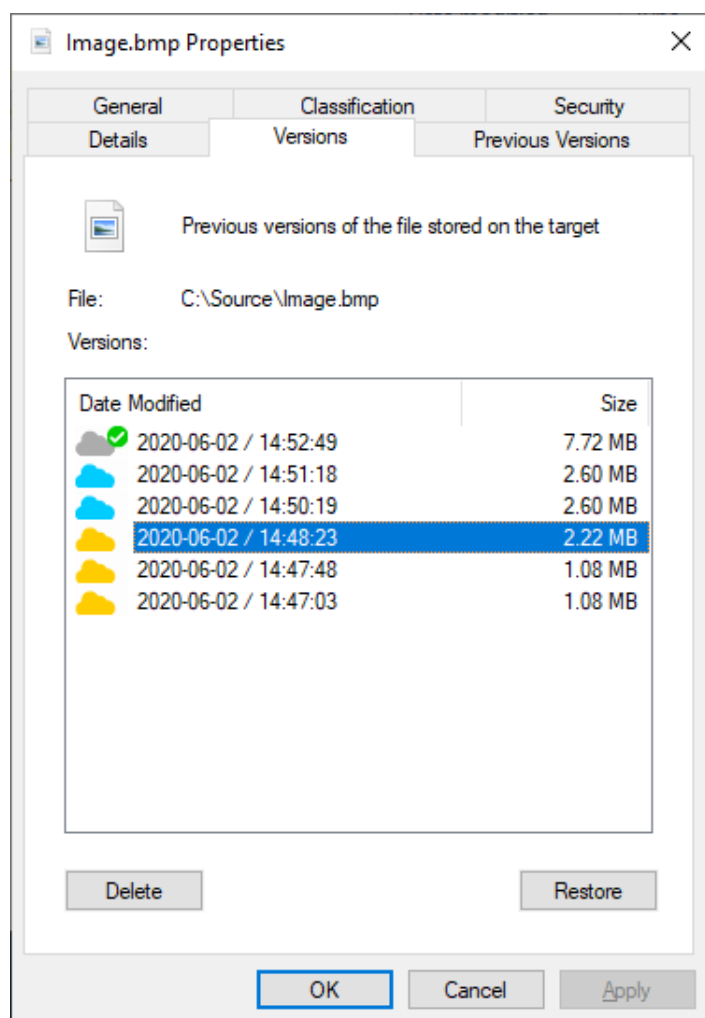 Image.bmp Properties
General Classification Security
Details Versions Previous Versions
Previous versions of the file stored on the target
File: C:\Source\Image.bmp
Versions:
Date Modified Size
2020-06-02 / 14:52:49 7.72 MB
2020-06-02 / 14:51:18 2.60 MB
2020-06-02 / 14:50:19 2.60 MB
2020-06-02 / 14:48:23 2.22 MB
2020-06-02 / 14:47:48 1.08 MB
2020-06-02 / 14:47:03 1.08 MB
Delete Restore
OK Cancel Apply